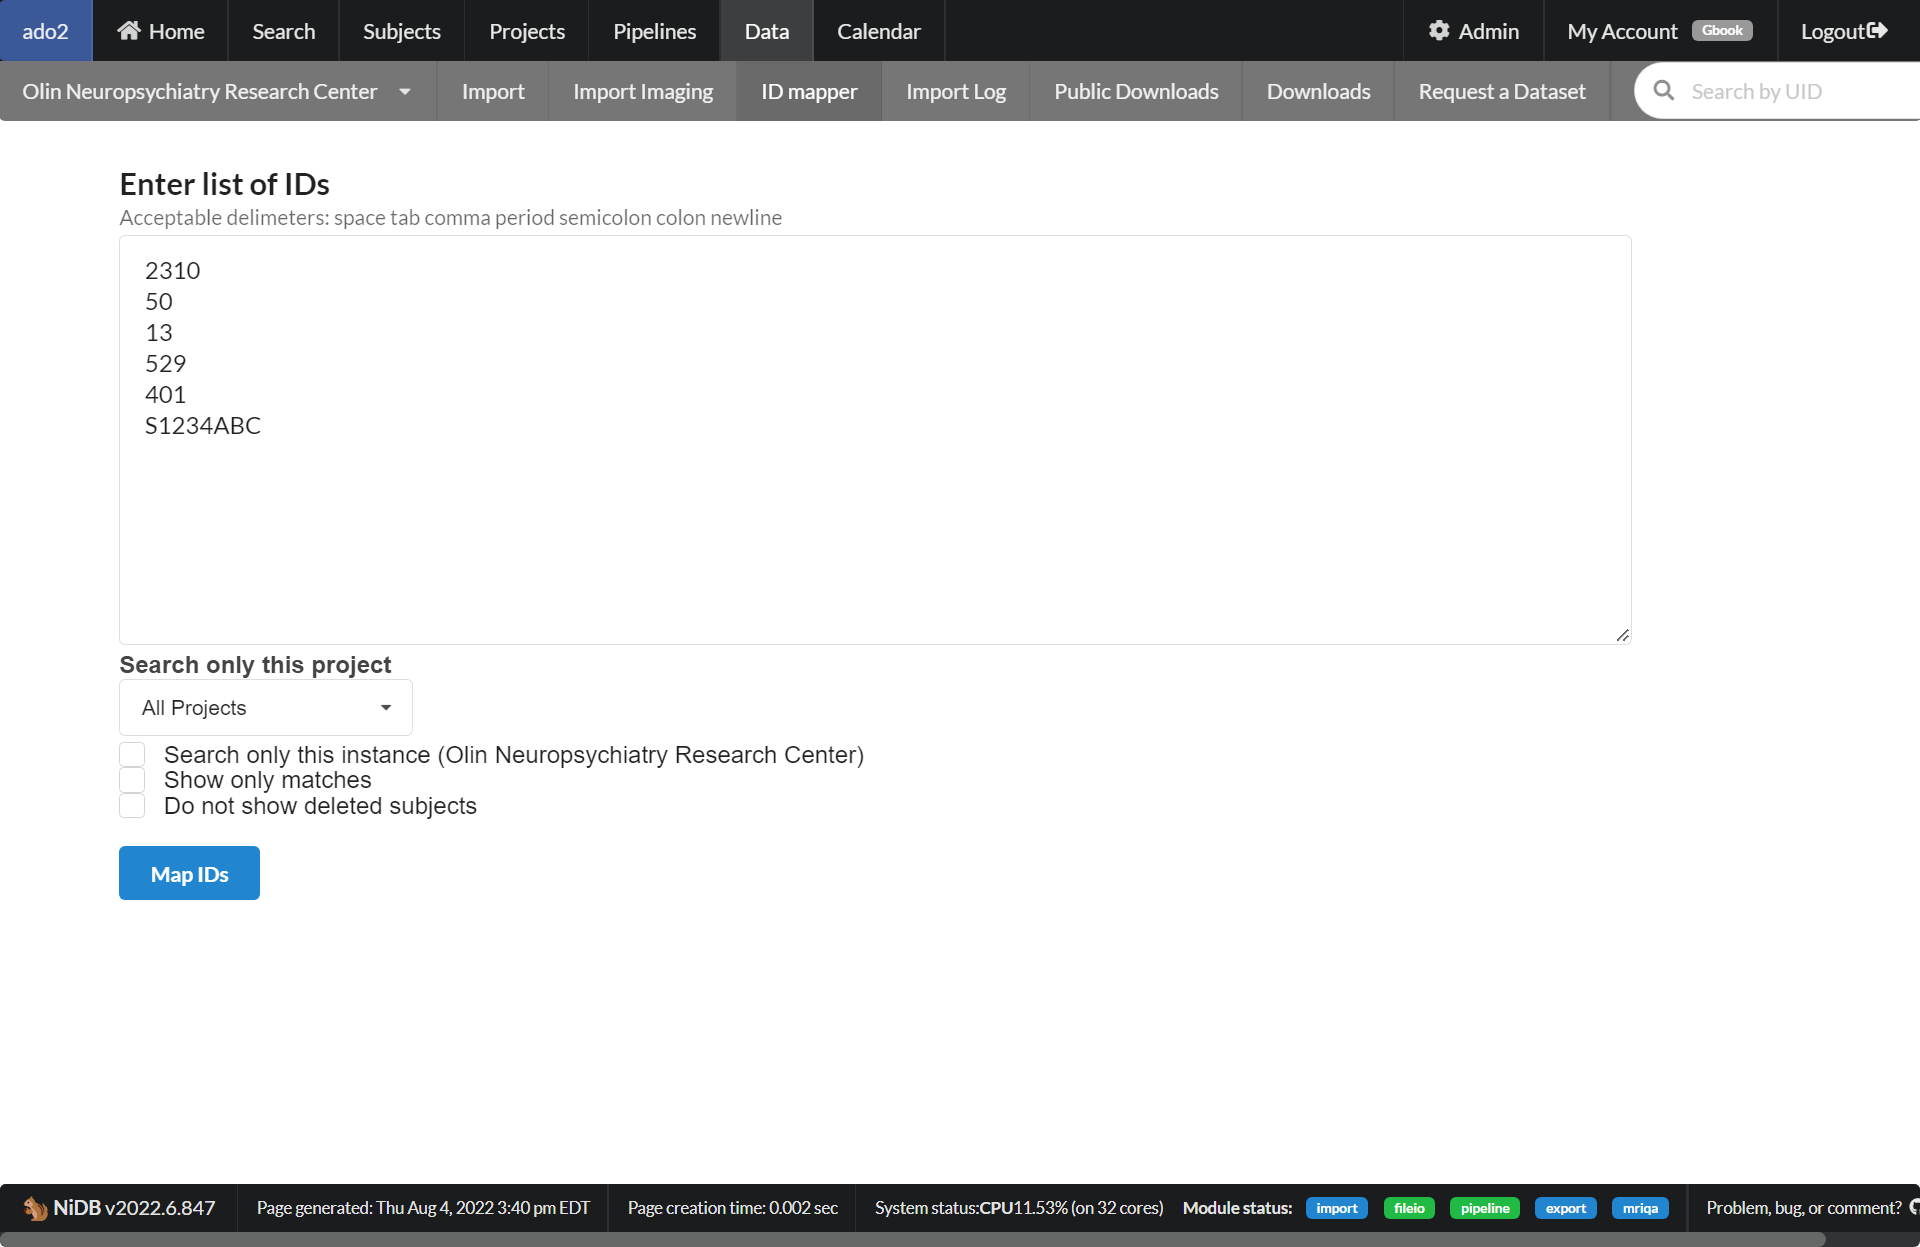 ado2 Home Search Subjects Projects Pipelines Data Calendar Admin My Account Gbook Logout
Olin Neuropsychiatry Research Center Import Import Imaging ID mapper Import Log Public Downloads Downloads Request a Dataset Search by UID
Enter list of IDs
Acceptable delimeters: space tab comma period semicolon colon newline
2310
50
13
529
401
S1234ABC
Search only this project
All Projects
Search only this instance (Olin Neuropsychiatry Research Center)
Show only matches
Do not show deleted subjects
Map IDs
NiDB v2022.6.847 Page generated: Thu Aug 4, 2022 3:40 pm EDT Page creation time: 0.002 sec System status:CPU11.53% (on 32 cores) Module status: import fileio pipeline export mriqa Problem, bug, or comment?